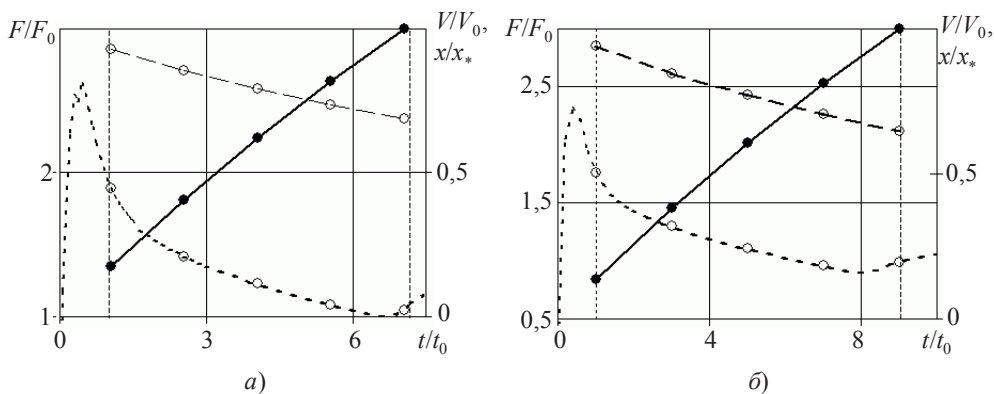 F/F₀
V/V₀,
x/x*
2
0,5
1
0
0
3
6
t/t₀
а)
F/F₀
V/V₀,
x/x*
2,5
1,5
0,5
0,5
0
0
4
8
t/t₀
б)